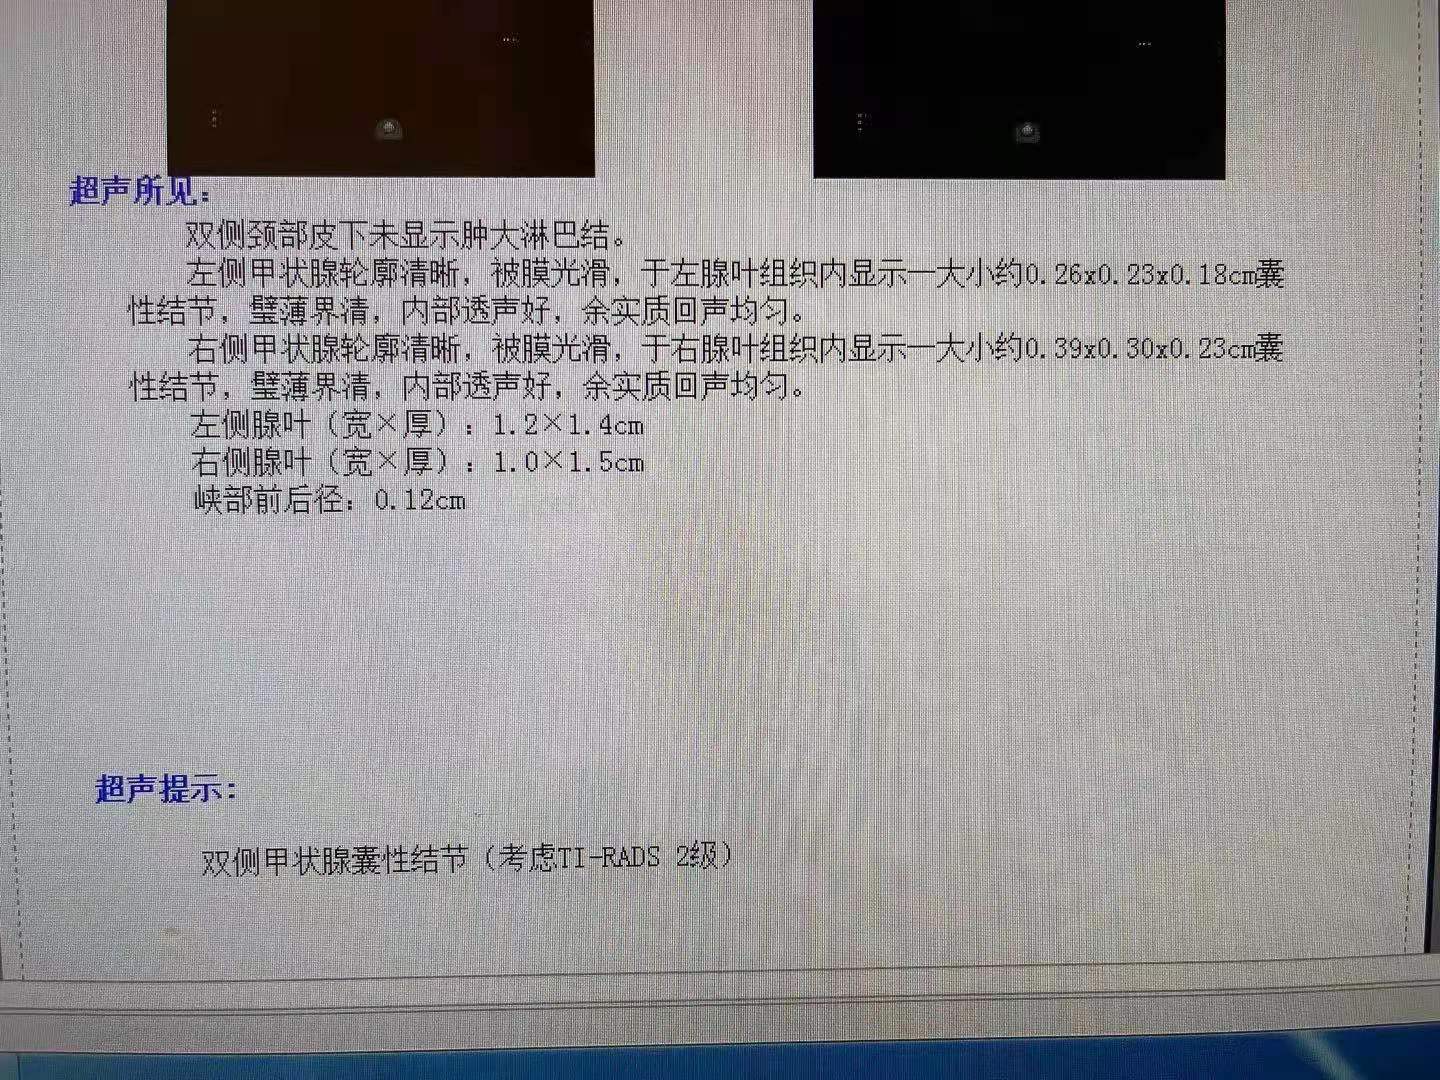 超声所见：
双侧颈部皮下未显示肿大淋巴结。
左侧甲状腺轮廓清晰，被膜光滑，于左腺叶组织内显示一大小约0.26x0.23x0.18cm囊
性结节，璧薄界清，内部透声好，余实质回声均匀。
右侧甲状腺轮廓清晰，被膜光滑，于右腺叶组织内显示一大小约0.39x0.30x0.23cm囊
性结节，璧薄界清，内部透声好，余实质回声均匀。
左侧腺叶（宽×厚）：1.2×1.4cm
右侧腺叶（宽×厚）：1.0×1.5cm
峡部前后径：0.12cm
超声提示：
双侧甲状腺囊性结节（考虑TI-RADS 2级）